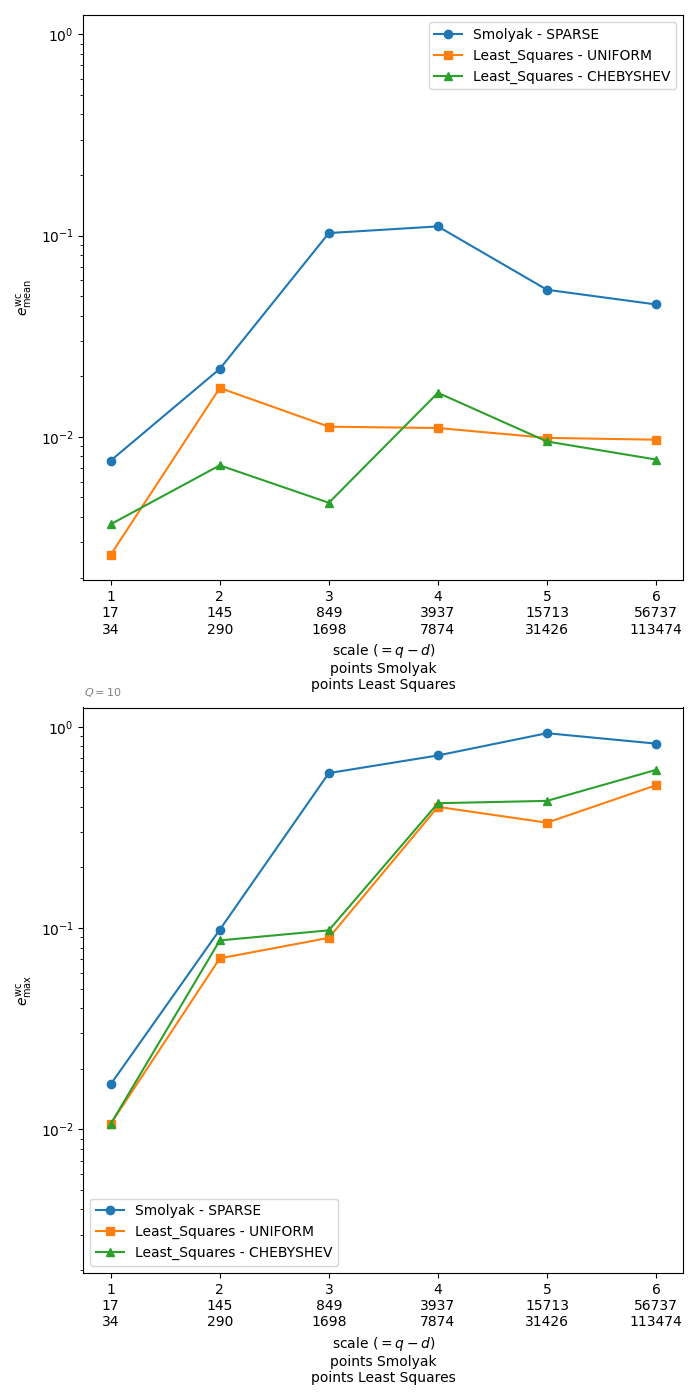 10⁰
10⁻¹
10⁻²
e^wc_mean
Smolyak - SPARSE
Least_Squares - UNIFORM
Least_Squares - CHEBYSHEV
1 2 3 4 5 6
17 145 849 3937 15713 56737
34 290 1698 7874 31426 113474
scale (= q − d)
points Smolyak
points Least Squares
Q = 10
10⁰
10⁻¹
10⁻²
e^wc_max
Smolyak - SPARSE
Least_Squares - UNIFORM
Least_Squares - CHEBYSHEV
1 2 3 4 5 6
17 145 849 3937 15713 56737
34 290 1698 7874 31426 113474
scale (= q − d)
points Smolyak
points Least Squares